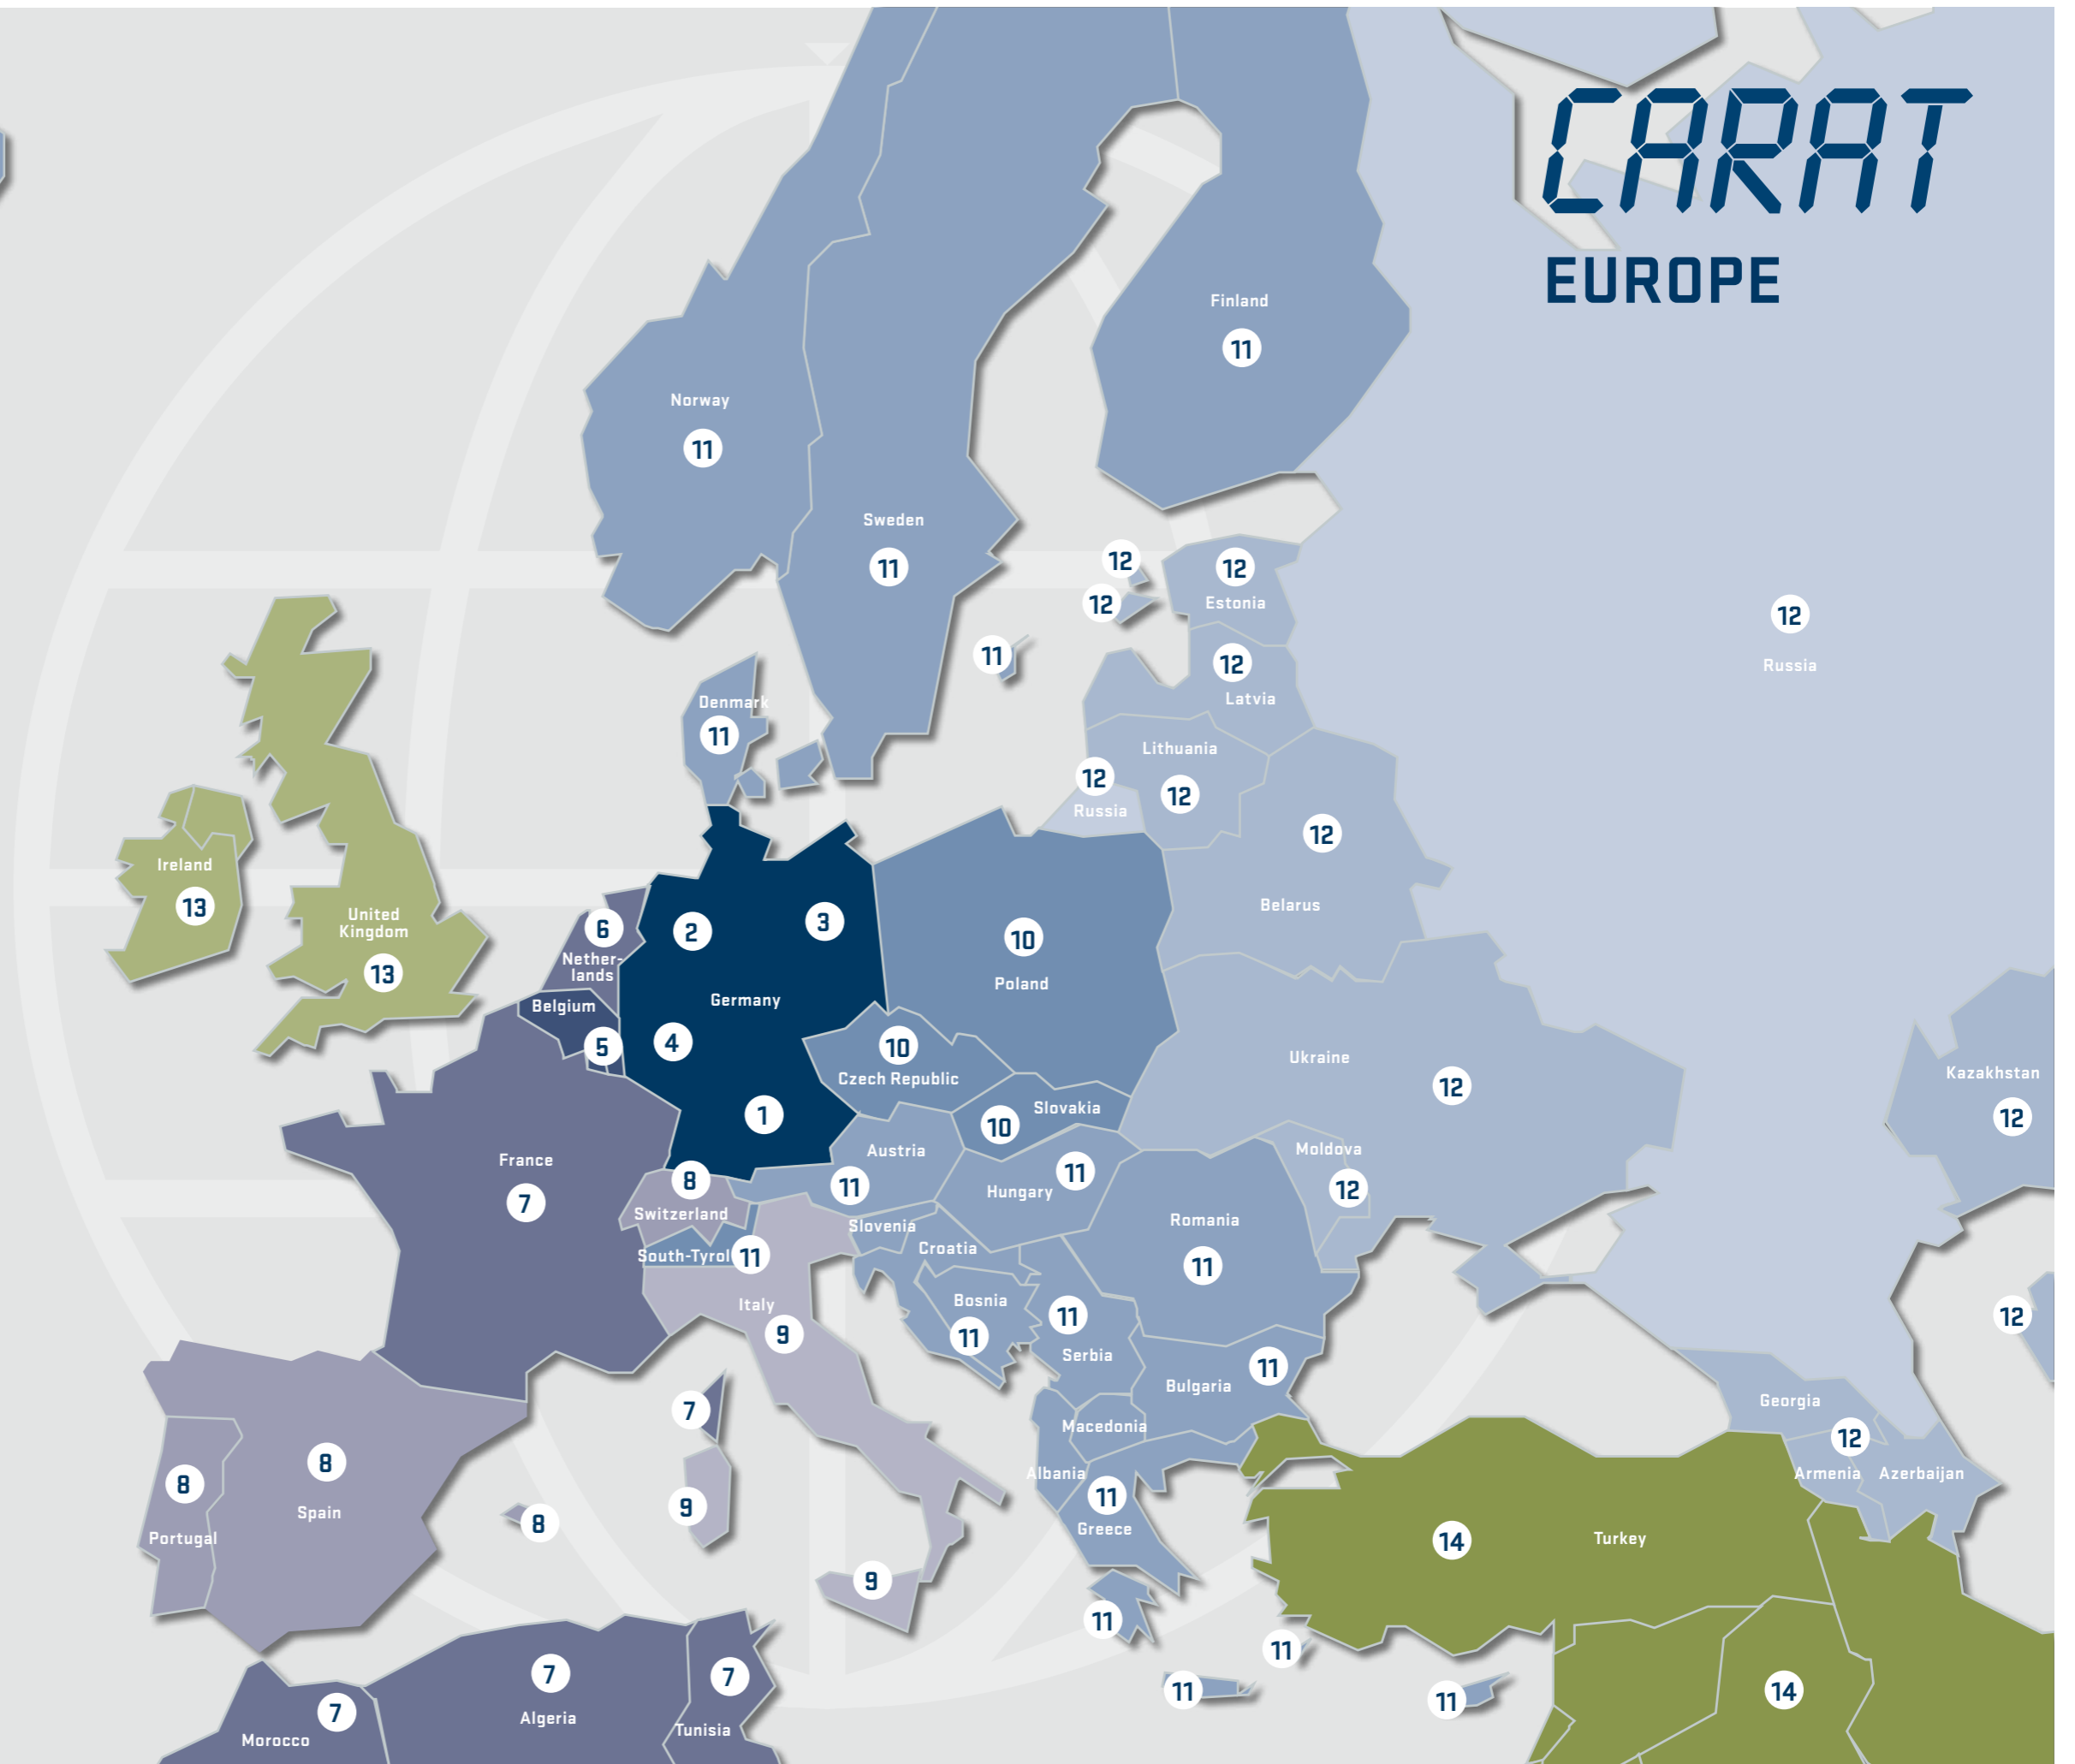 CARAT
EUROPE
Finland
11
Norway
11
Sweden
11
12
12
Estonia
12
12
Russia
11
12
Latvia
Denmark
11
Lithuania
12
12
Russia
12
Belarus
Ireland
13
United
Kingdom
13
6
Nether-
lands
2
3
10
Poland
Germany
Belgium
5
4
10
Czech Republic
Ukraine
12
Kazakhstan
12
1
10
Slovakia
Austria
11
Moldova
12
France
7
8
Switzerland
Hungary
11
Romania
11
Slovenia
South-Tyrol
11
Croatia
Italy
9
Bosnia
11
11
Serbia
12
Bulgaria
11
7
Georgia
12
Armenia
Azerbaijan
Macedonia
Albania
11
Greece
8
Spain
8
Portugal
8
9
9
14
Turkey
11
11
11
11
14
7
Morocco
7
Algeria
7
Tunisia